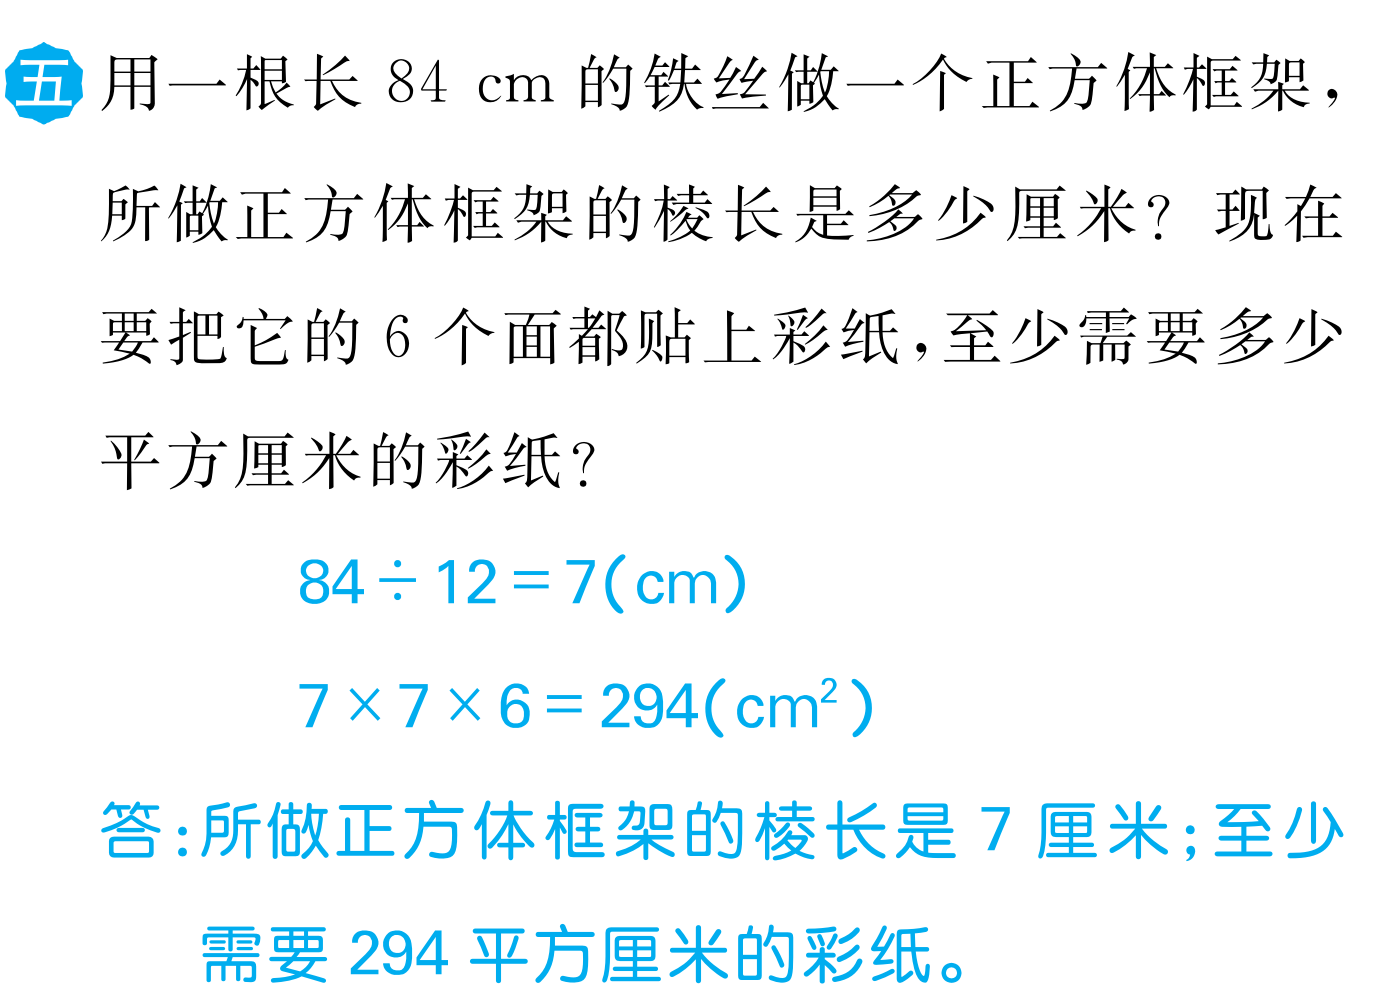 五 用一根长 84 cm 的铁丝做一个正方体框架,
所做正方体框架的棱长是多少厘米? 现在
要把它的 6 个面都贴上彩纸,至少需要多少
平方厘米的彩纸?
84÷12=7(cm)
7×7×6=294(cm²)
答:所做正方体框架的棱长是 7 厘米;至少
需要 294 平方厘米的彩纸。